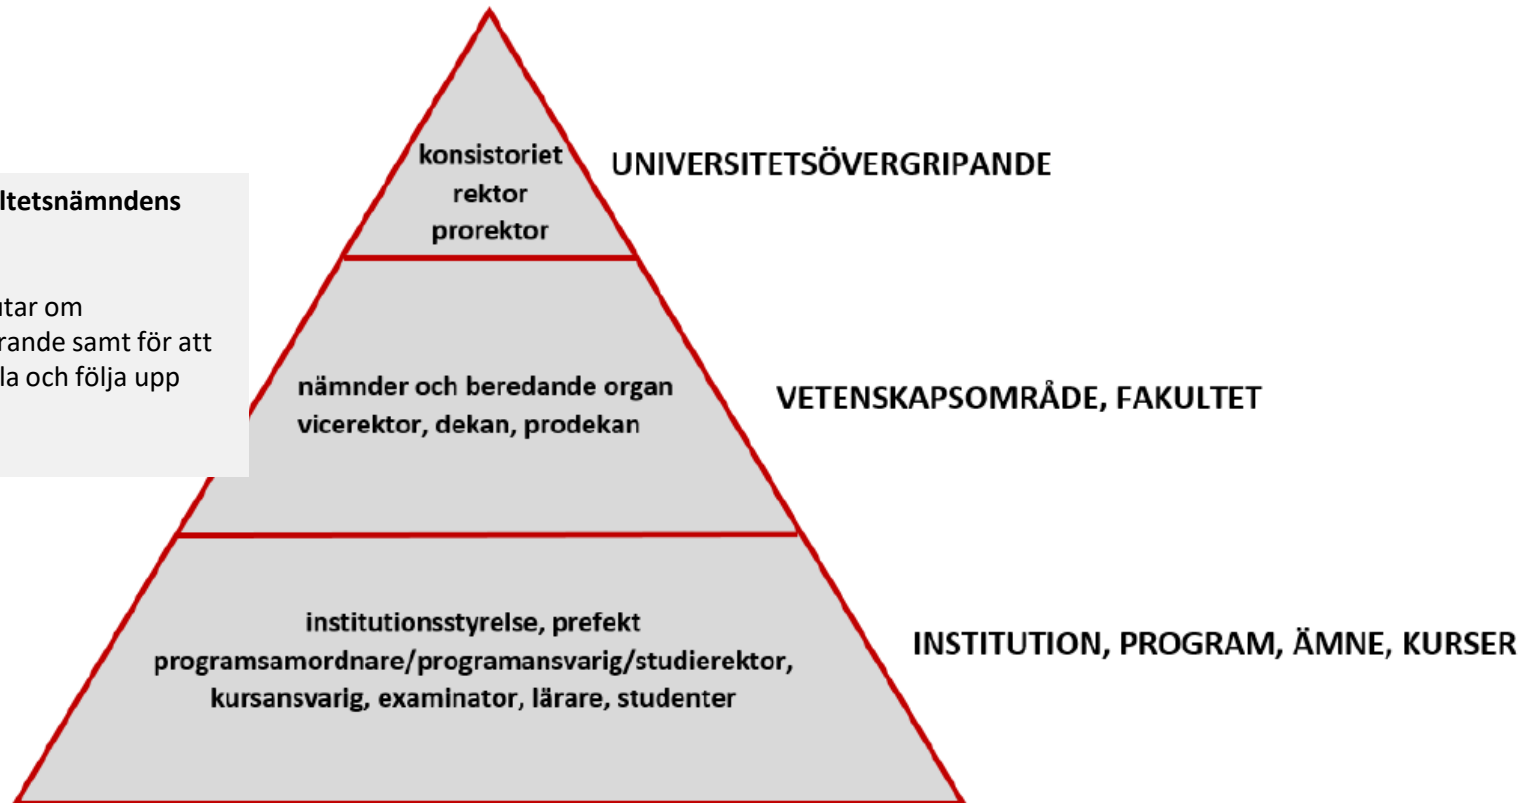 konsistoriet
rektor
prorektor
UNIVERSITETSÖVERGRIPANDE
ltetsnämndens
tar om
rande samt för att
la och följa upp
nämnder och beredande organ
vicerektor, dekan, prodekan
VETENSKAPSOMRÅDE, FAKULTET
institutionsstyrelse, prefekt
programsamordnare/programansvarig/studierektor,
kursansvarig, examinator, lärare, studenter
INSTITUTION, PROGRAM, ÄMNE, KURSER